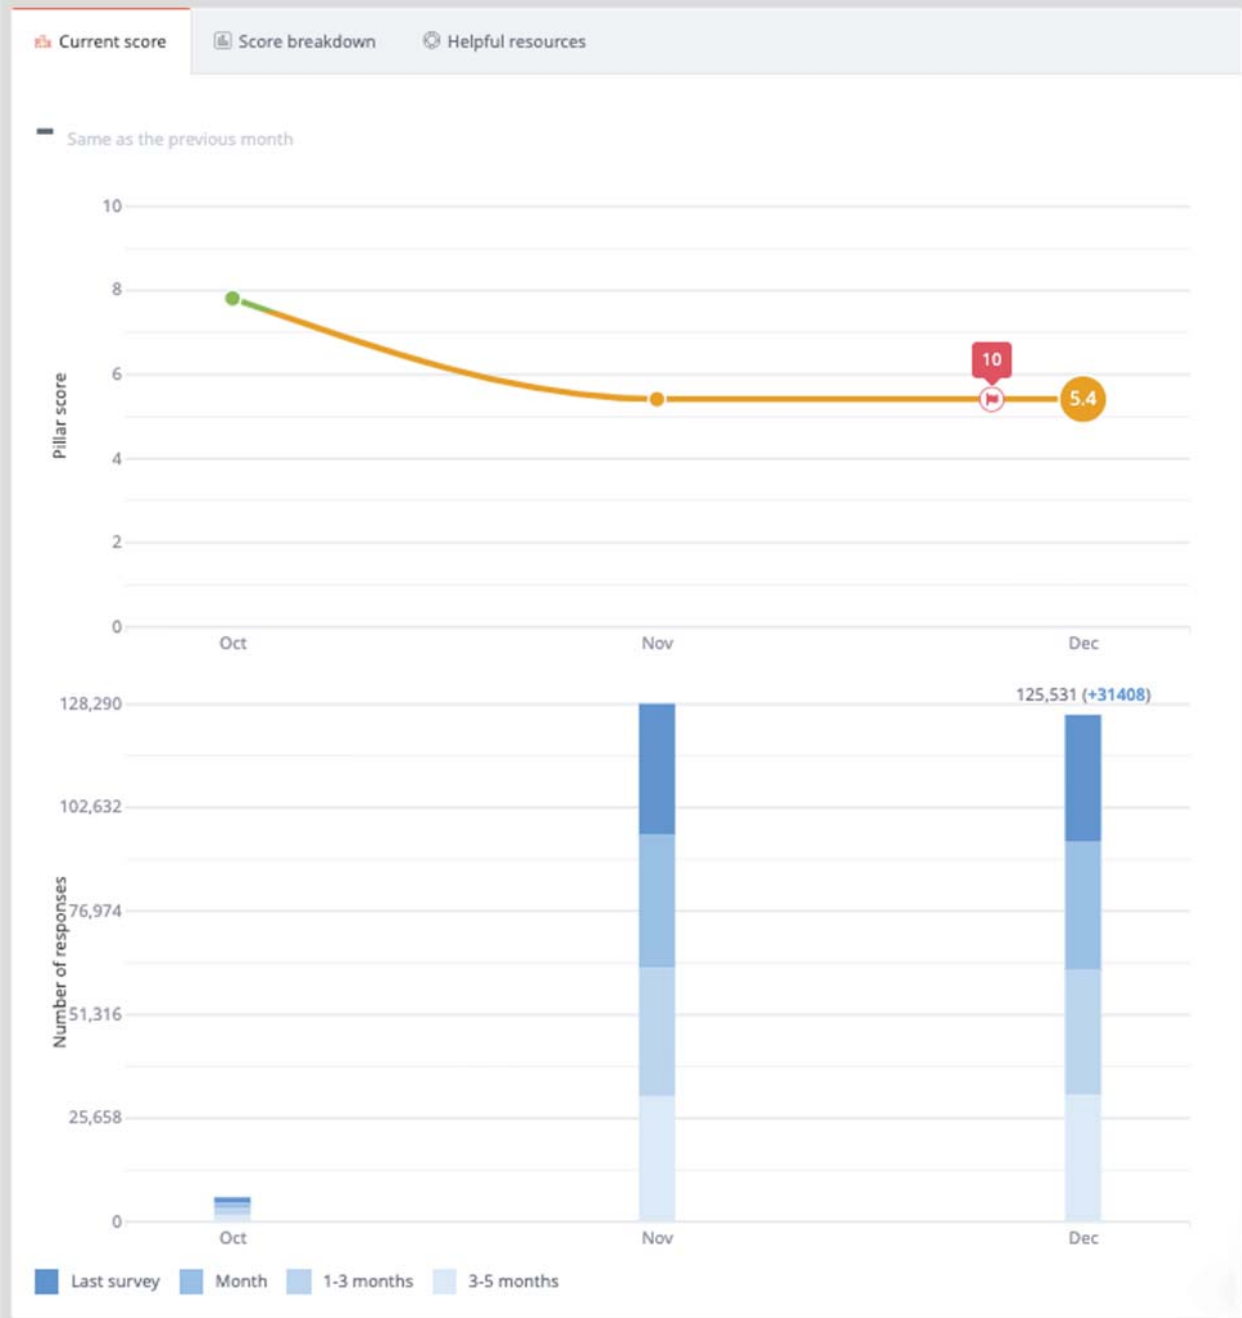 Current score
Score breakdown
Helpful resources
Same as the previous month
10
8
6
4
2
0
Pillar score
10
5.4
Oct
Nov
Dec
125,531 (+31408)
128,290
102,632
76,974
51,316
25,658
0
Number of responses
Oct
Nov
Dec
Last survey
Month
1-3 months
3-5 months